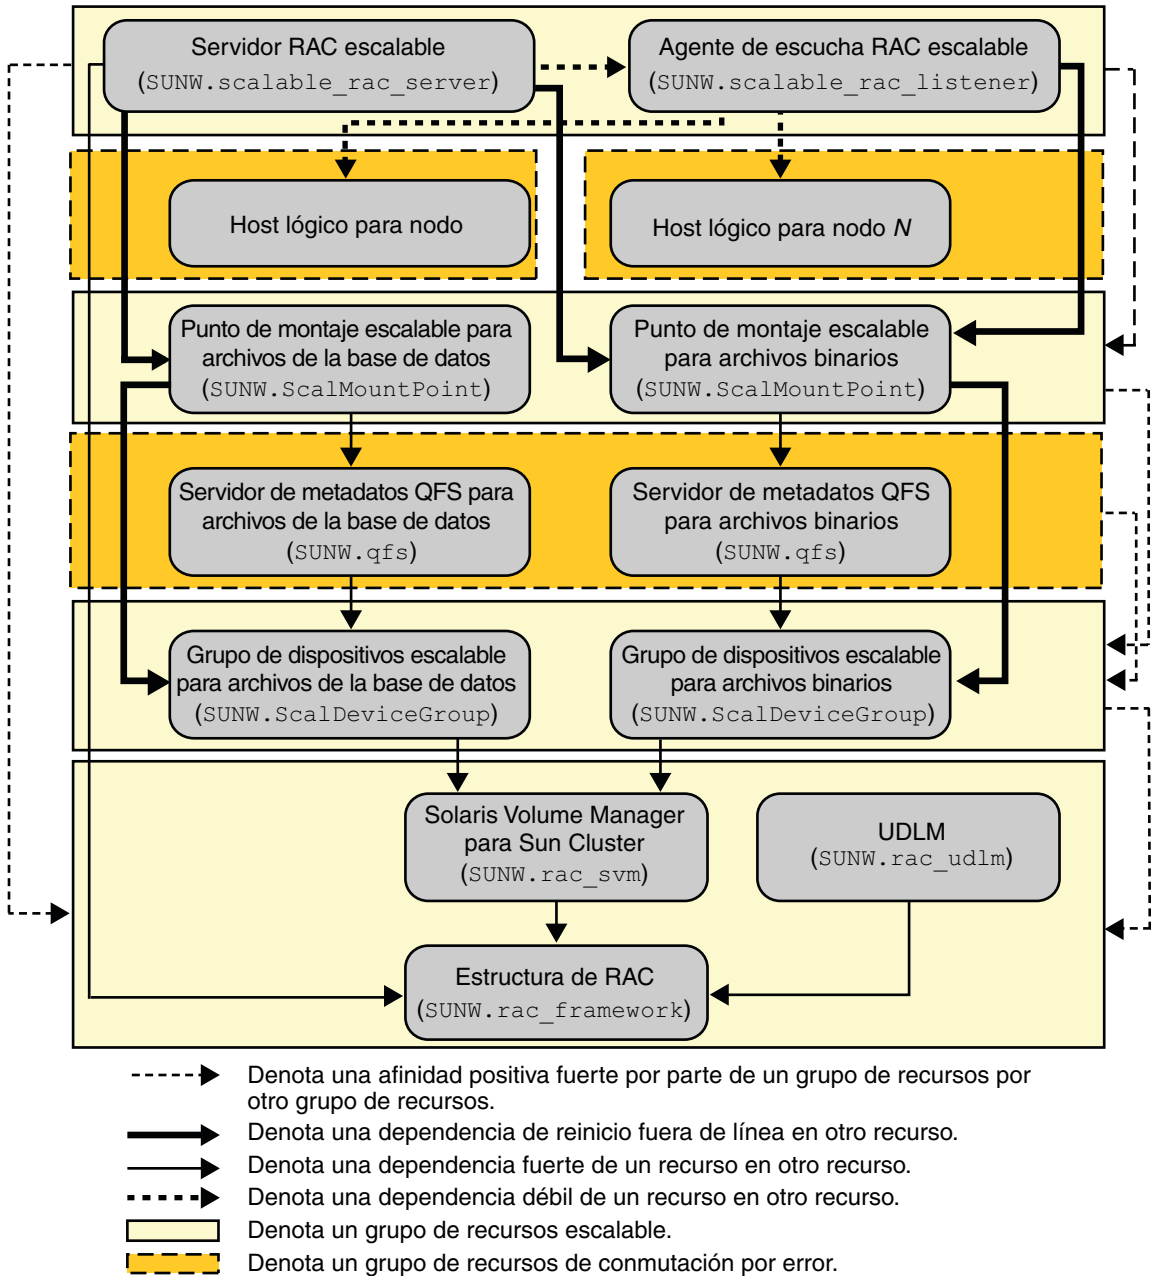 Servidor RAC escalable
(SUNW.scalable_rac_server)
Agente de escucha RAC escalable
(SUNW.scalable_rac_listener)
Host lógico para nodo
Host lógico para nodo N
Punto de montaje escalable para
archivos de la base de datos
(SUNW.ScalMountPoint)
Punto de montaje escalable
para archivos binarios
(SUNW.ScalMountPoint)
Servidor de metadatos QFS para
archivos de la base de datos
(SUNW.qfs)
Servidor de metadatos QFS
para archivos binarios
(SUNW.qfs)
Grupo de dispositivos escalable
para archivos de la base de datos
(SUNW.ScalDeviceGroup)
Grupo de dispositivos escalable
para archivos binarios
(SUNW.ScalDeviceGroup)
Solaris Volume Manager
para Sun Cluster
(SUNW.rac_svm)
UDLM
(SUNW.rac_udlm)
Estructura de RAC
(SUNW.rac_framework)
Denota una afinidad positiva fuerte por parte de un grupo de recursos por
otro grupo de recursos.
Denota una dependencia de reinicio fuera de línea en otro recurso.
Denota una dependencia fuerte de un recurso en otro recurso.
Denota una dependencia débil de un recurso en otro recurso.
Denota un grupo de recursos escalable.
Denota un grupo de recursos de conmutación por error.